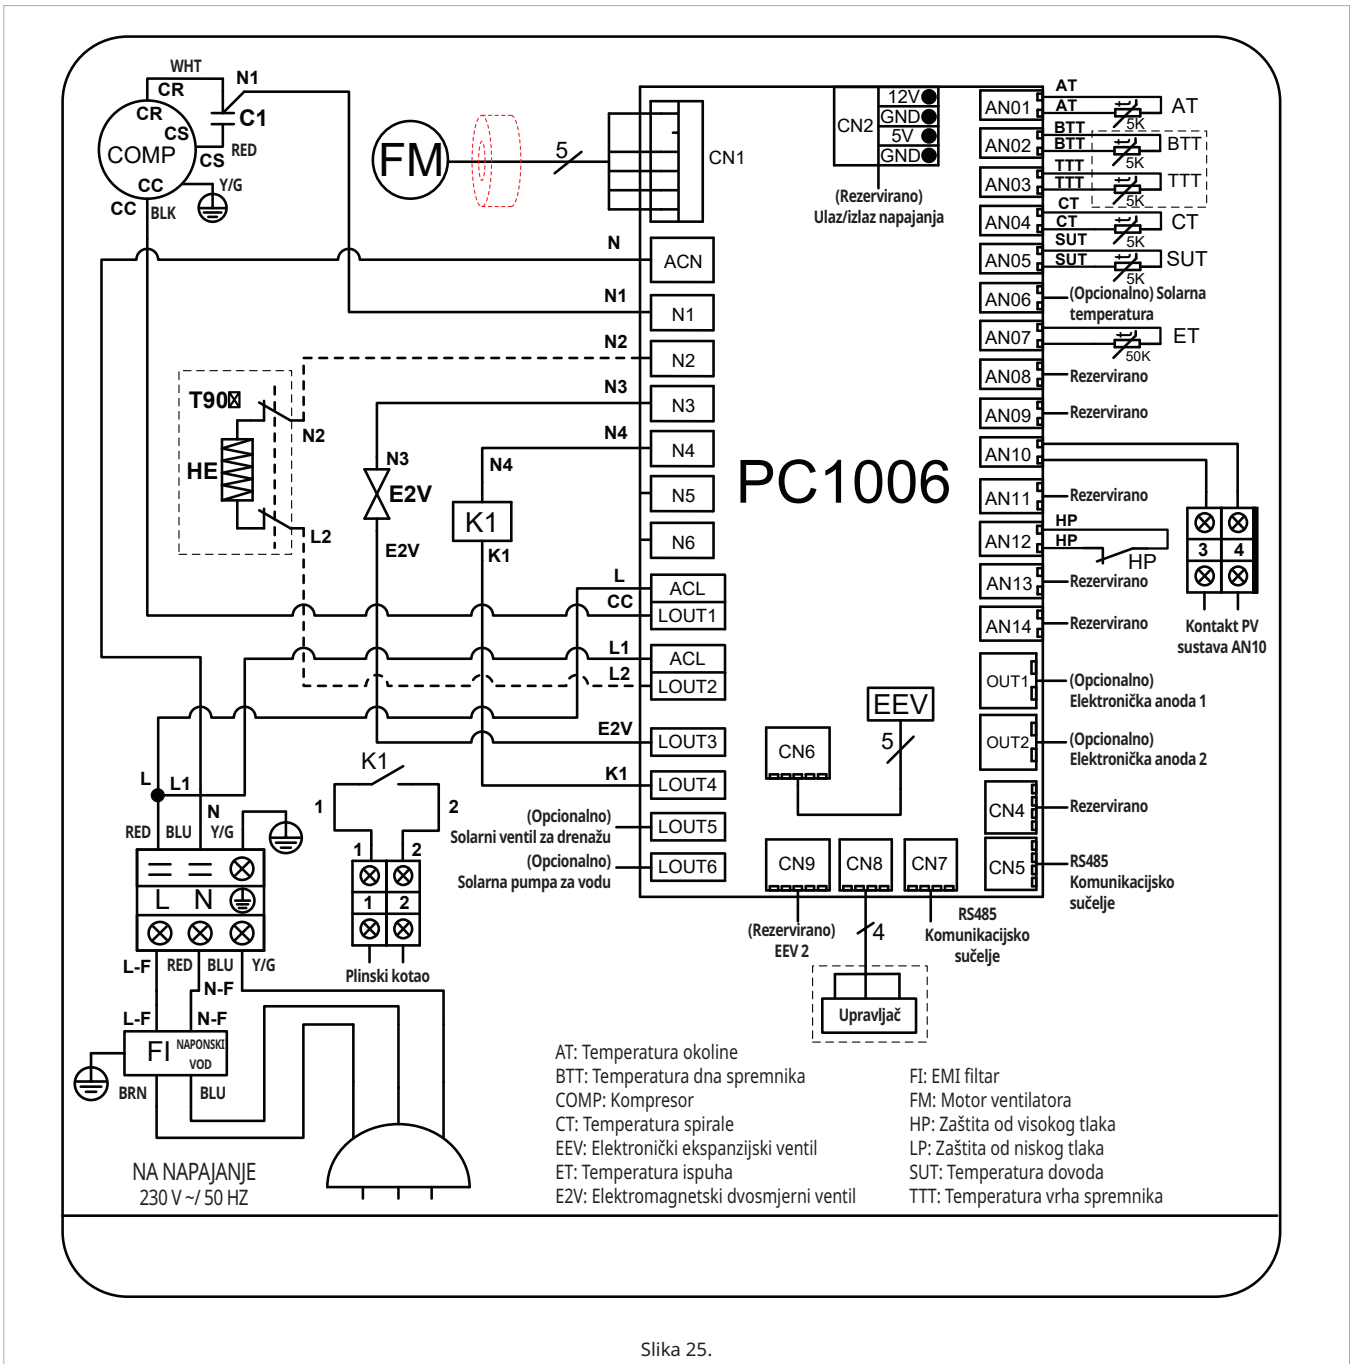 WHT
CR
N1
CR
CS
C1
COMP
CS
RED
CC
Y/G
CC
BLK
FM
5
CN1
CN2
12V
GND
5V
GND
(Rezervirano)
Ulaz/izlaz napajanja
AN01
AT
AT
5K
AT
AN02
BTT
BTT
5K
BTT
AN03
TTT
TTT
5K
TTT
AN04
CT
CT
5K
CT
AN05
SUT
SUT
5K
SUT
AN06
(Opcionalno) Solarna
temperatura
AN07
50K
ET
AN08
Rezervirano
AN09
Rezervirano
AN10
AN11
Rezervirano
AN12
HP
HP
HP
AN13
Rezervirano
AN14
Rezervirano
3
4
Kontakt PV
sustava AN10
OUT1
(Opcionalno)
Elektronička anoda 1
OUT2
(Opcionalno)
Elektronička anoda 2
CN4
Rezervirano
CN5
RS485
Komunikacijsko
sučelje
PC1006
N
ACN
N1
N1
N2
N2
N3
N3
N4
N4
N5
N6
L
ACL
CC
LOUT1
L1
ACL
L2
LOUT2
E2V
LOUT3
K1
LOUT4
(Opcionalno)
Solarni ventil za drenažu
LOUT5
(Opcionalno)
Solarna pumpa za vodu
LOUT6
T90
N2
HE
L2
N3
E2V
E2V
N4
K1
K1
EEV
5
CN6
CN9
CN8
CN7
(Rezervirano)
EEV 2
4
RS485
Komunikacijsko
sučelje
Upravljač
K1
1
2
1
2
1
2
Plinski kotao
L
L1
N
RED
BLU
Y/G
L
N
L-F
RED
BLU
Y/G
N-F
L-F
N-F
FI
NAPONSKI
VOD
BRN
BLU
NA NAPAJANJE
230 V ~/ 50 HZ
AT: Temperatura okoline
BTT: Temperatura dna spremnika
COMP: Kompresor
CT: Temperatura spirale
EEV: Elektronički ekspanzijski ventil
ET: Temperatura ispuha
E2V: Elektromagnetski dvosmjerni ventil
FI: EMI filtar
FM: Motor ventilatora
HP: Zaštita od visokog tlaka
LP: Zaštita od niskog tlaka
SUT: Temperatura dovoda
TTT: Temperatura vrha spremnika
Slika 25.